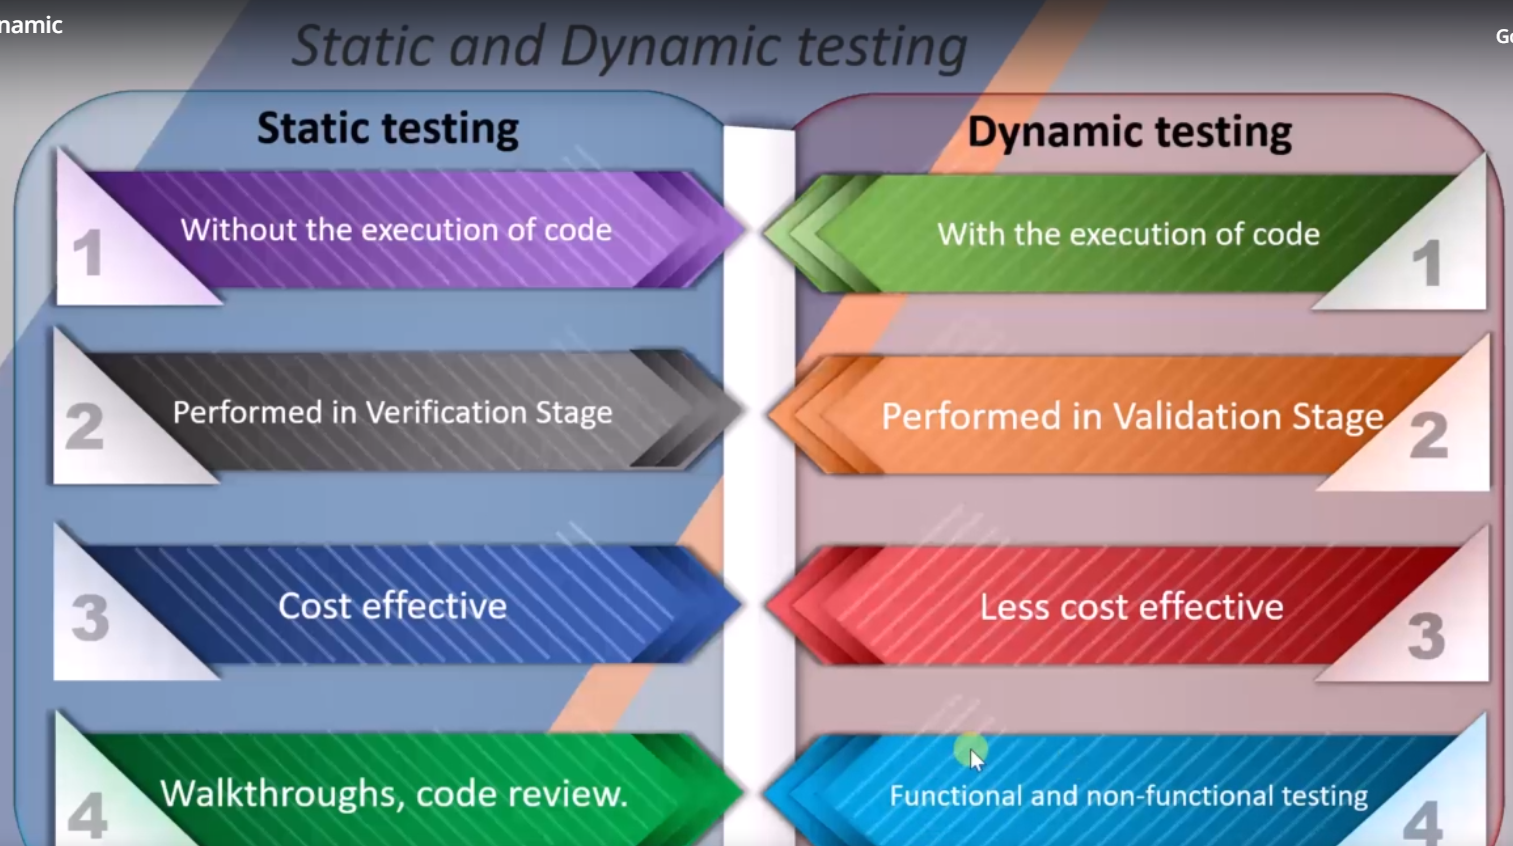 namic
Static and Dynamic testing
Static testing
1
Without the execution of code
2
Performed in Verification Stage
3
Cost effective
4
Walkthroughs, code review.
Dynamic testing
With the execution of code
1
Performed in Validation Stage
2
Less cost effective
3
Functional and non-functional testing
4